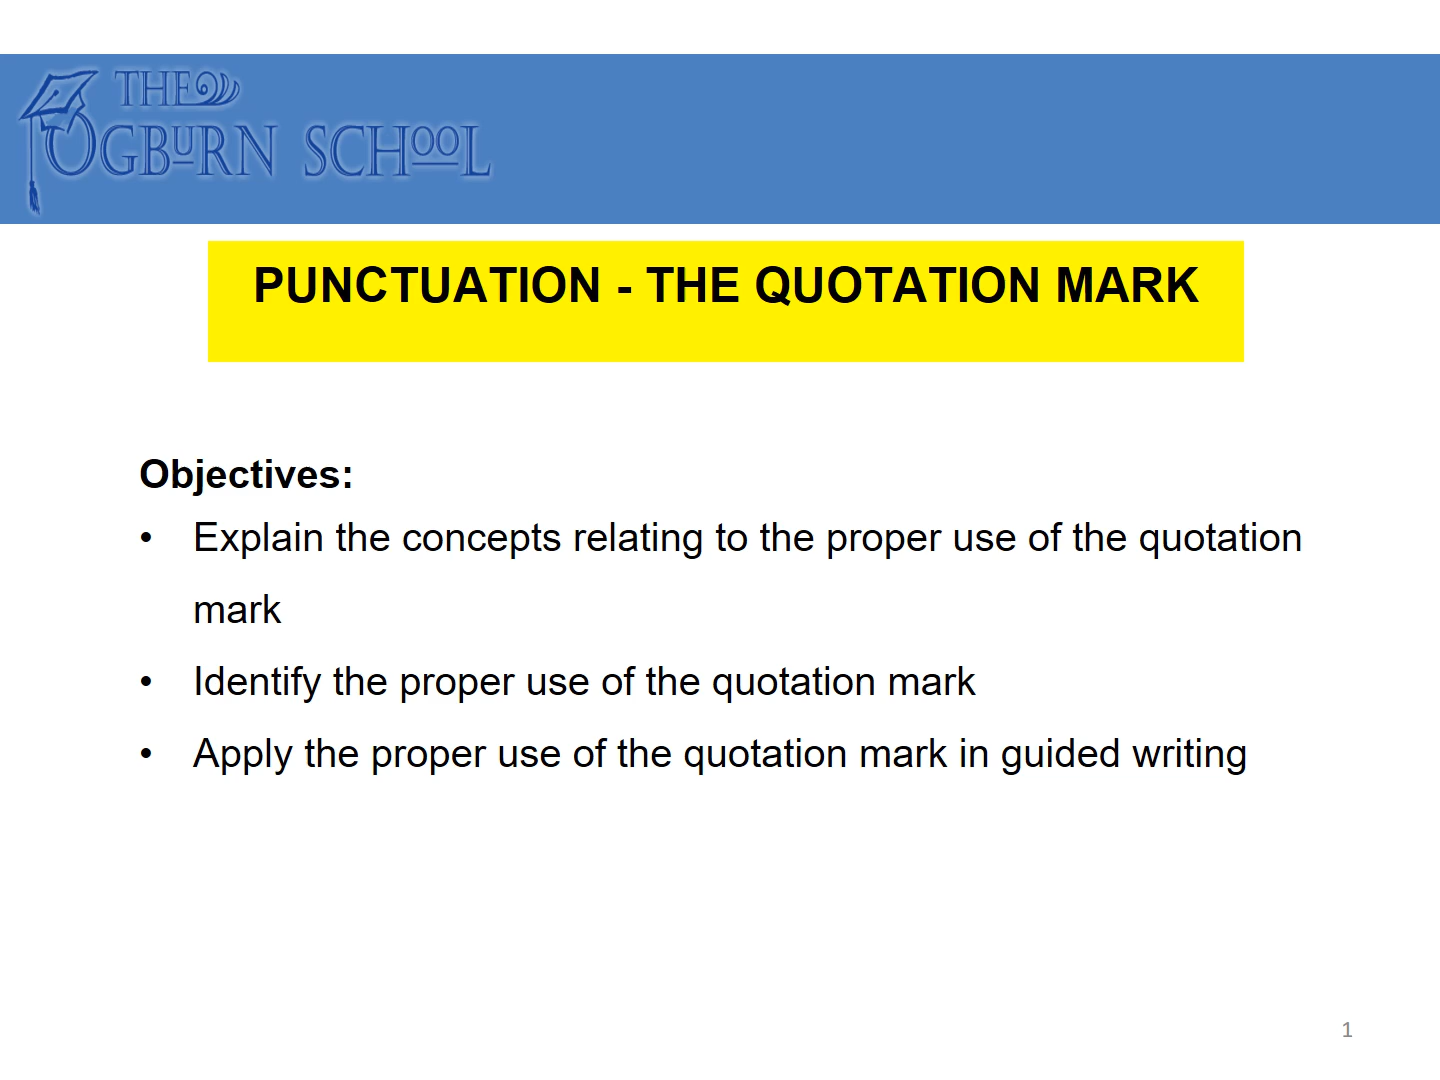 THE
OGBURN SCHOOL
PUNCTUATION - THE QUOTATION MARK
Objectives:
• Explain the concepts relating to the proper use of the quotation
mark
• Identify the proper use of the quotation mark
• Apply the proper use of the quotation mark in guided writing
1